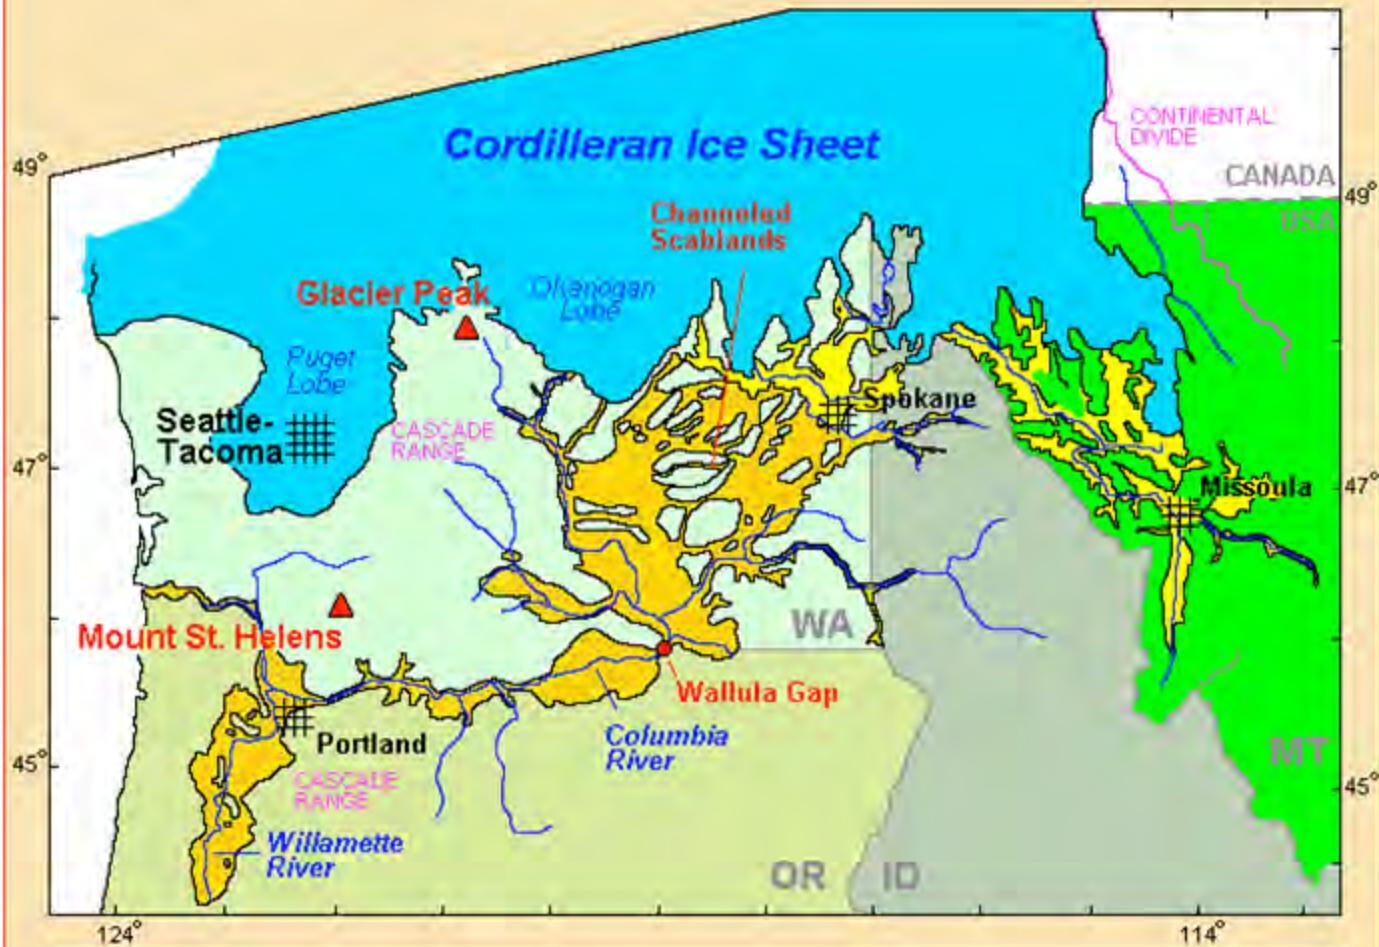 Cordilleran Ice Sheet
CONTINENTAL
DIVIDE
49°
CANADA
49°
USA
Channeled
Scablands
Glacier Peak
Okanogan
Lobe
Puget
Lobe
Spokane
Seattle-
Tacoma
CASCADE
RANGE
47°
Missoula
47°
WA
Mount St. Helens
Wallula Gap
Columbia
River
Portland
MT
45°
CASCADE
RANGE
45°
Willamette
River
OR
ID
124°
114°